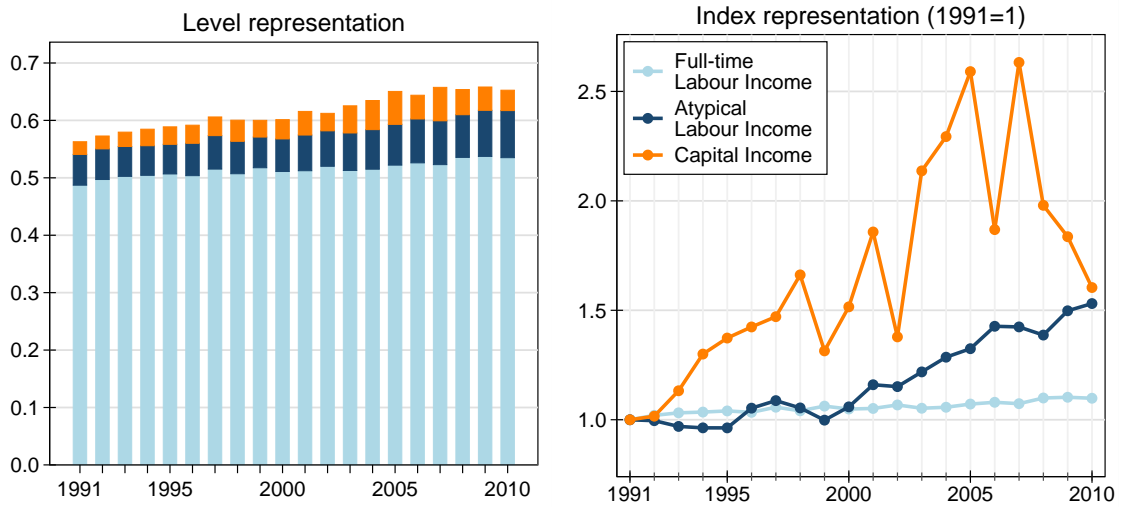 Level representation
0.7
0.6
0.5
0.4
0.3
0.2
0.1
0.0
1991 1995 2000 2005 2010
Index representation (1991=1)
Full-time
Labour Income
Atypical
Labour Income
Capital Income
2.5
2.0
1.5
1.0
1991 1995 2000 2005 2010